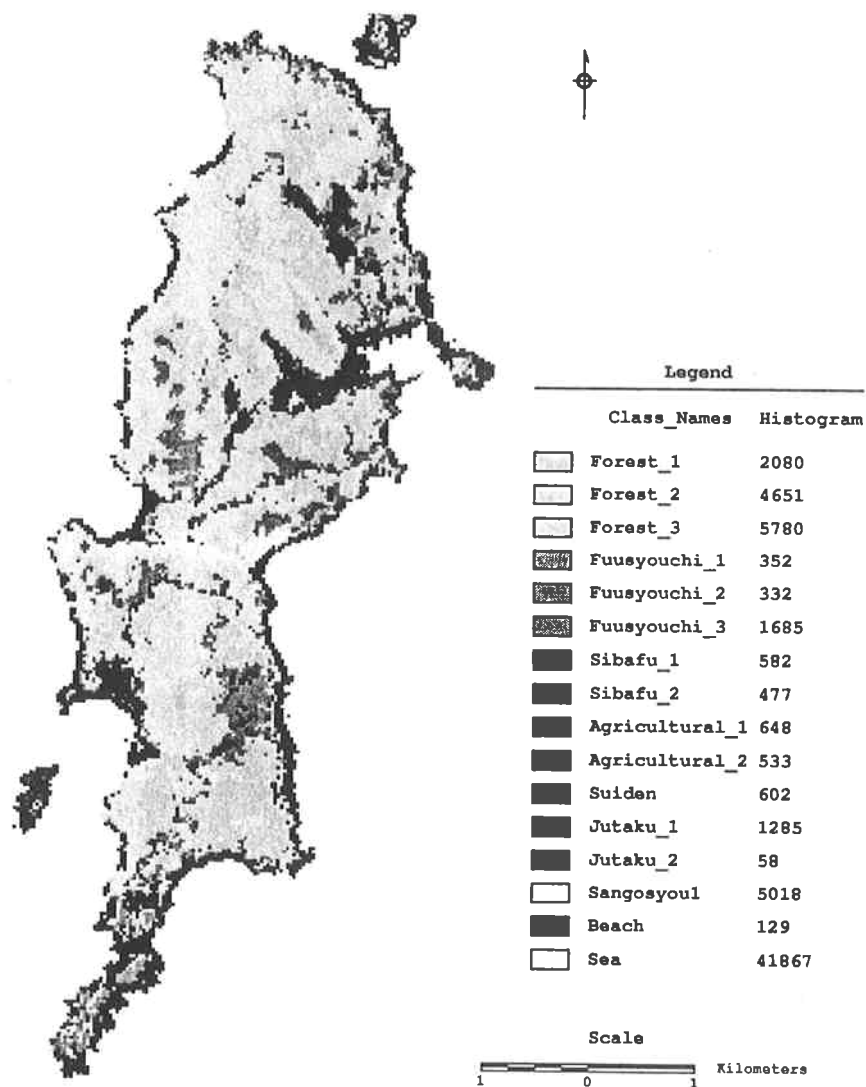 Legend
Class_Names Histogram
Forest_1 2080
Forest_2 4651
Forest_3 5780
Fuusyouchi_1 352
Fuusyouchi_2 332
Fuusyouchi_3 1685
Sibafu_1 582
Sibafu_2 477
Agricultural_1 648
Agricultural_2 533
Suiden 602
Jutaku_1 1285
Jutaku_2 58
Sangosyou1 5018
Beach 129
Sea 41867
Scale
Kilometers
1 0 1